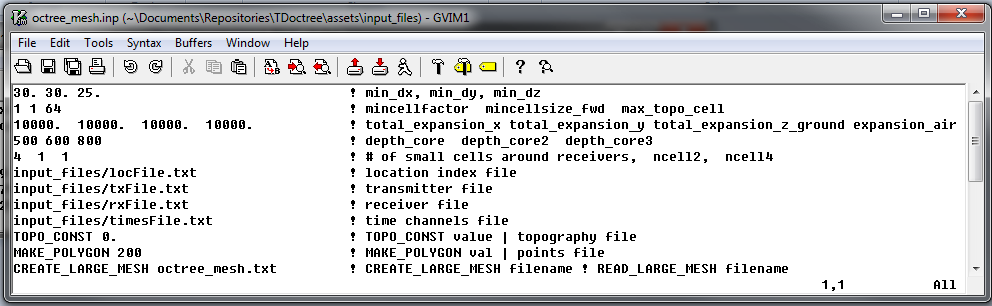 octree_mesh.inp (~\Documents\Repositories\TDoctree\assets\input_files) - GVIM1
File Edit Tools Syntax Buffers Window Help
30. 30. 25. ! min_dx, min_dy, min_dz
1 1 64 ! mincellfactor mincellsize_fwd max_topo_cell
10000. 10000. 10000. 10000. ! total_expansion_x total_expansion_y total_expansion_z_ground expansion_air
500 600 800 ! depth_core depth_core2 depth_core3
4 1 1 ! # of small cells around receivers, ncell2, ncell4
input_files/locFile.txt ! location index file
input_files/txFile.txt ! transmitter file
input_files/rxFile.txt ! receiver file
input_files/timesFile.txt ! time channels file
TOPO_CONST 0. ! TOPO_CONST value | topography file
MAKE_POLYGON 200 ! MAKE_POLYGON val | points file
CREATE_LARGE_MESH octree_mesh.txt ! CREATE_LARGE_MESH filename ! READ_LARGE_MESH filename
1,1 All